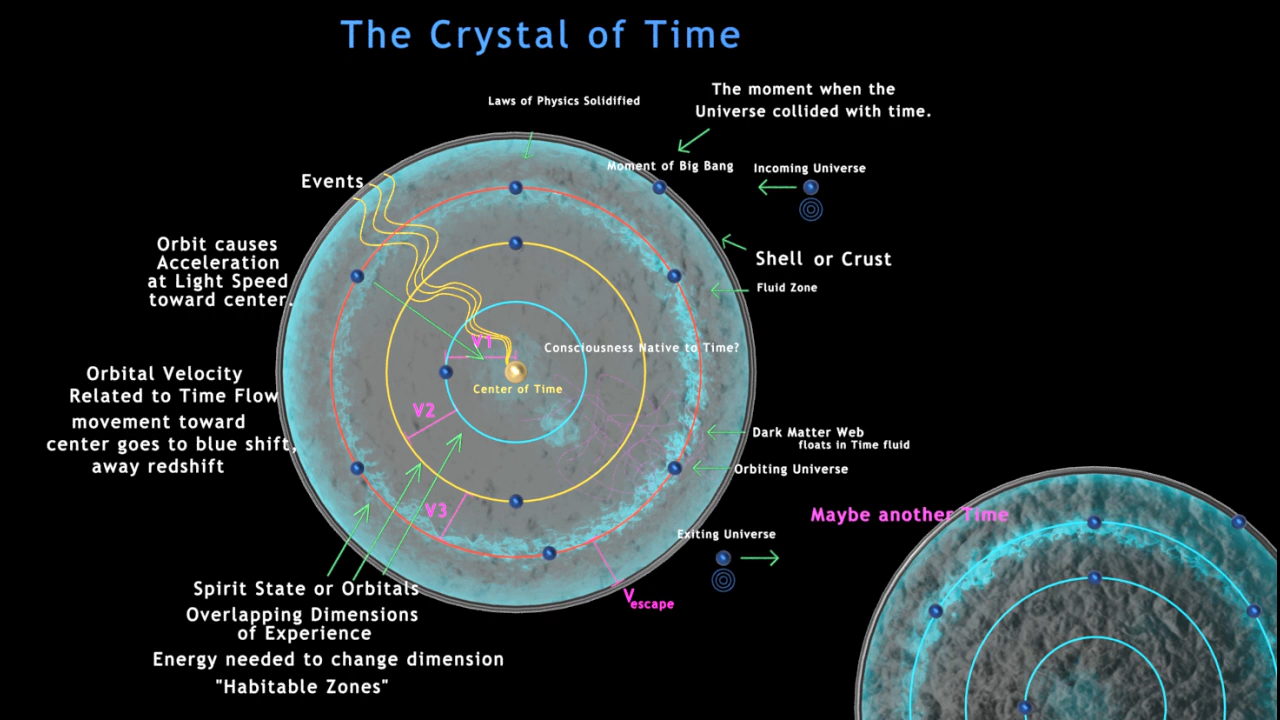 The Crystal of Time
Laws of Physics Solidified
The moment when the
Universe collided with time.
Moment of Big Bang
Incoming Universe
Events
Shell or Crust
Fluid Zone
Orbit causes
Acceleration
at Light Speed
toward center.
V1
Consciousness Native to Time?
Center of Time
Orbital Velocity
Related to Time Flow
movement toward
center goes to blue shift,
away redshift
V2
Dark Matter Web
floats in Time fluid
Orbiting Universe
V3
Maybe another Time
Exiting Universe
Vescape
Spirit State or Orbitals
Overlapping Dimensions
of Experience
Energy needed to change dimension
"Habitable Zones"